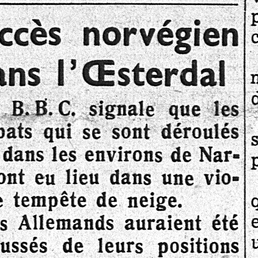 ccès norvégien
ans l'Œsterdal
B. B. C. signale que les
bats qui se sont déroulés
dans les environs de Nar-
ont eu lieu dans une vio-
e tempête de neige.
s Allemands auraient été
ussés de leurs positions